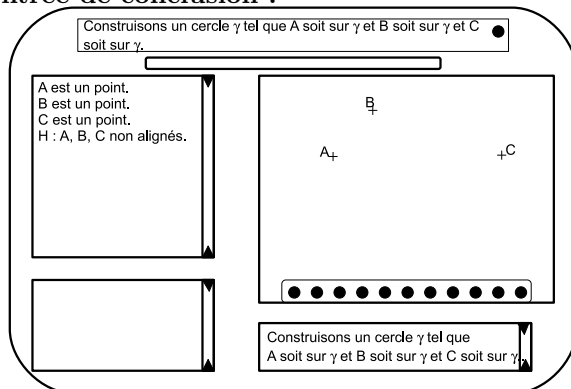 ntrée de conclusion :
Construisons un cercle γ tel que A soit sur γ et B soit sur γ et C
soit sur γ.
A est un point.
B est un point.
C est un point.
H : A, B, C non alignés.
B
A
C
Construisons un cercle γ tel que
A soit sur γ et B soit sur γ et C soit sur γ.